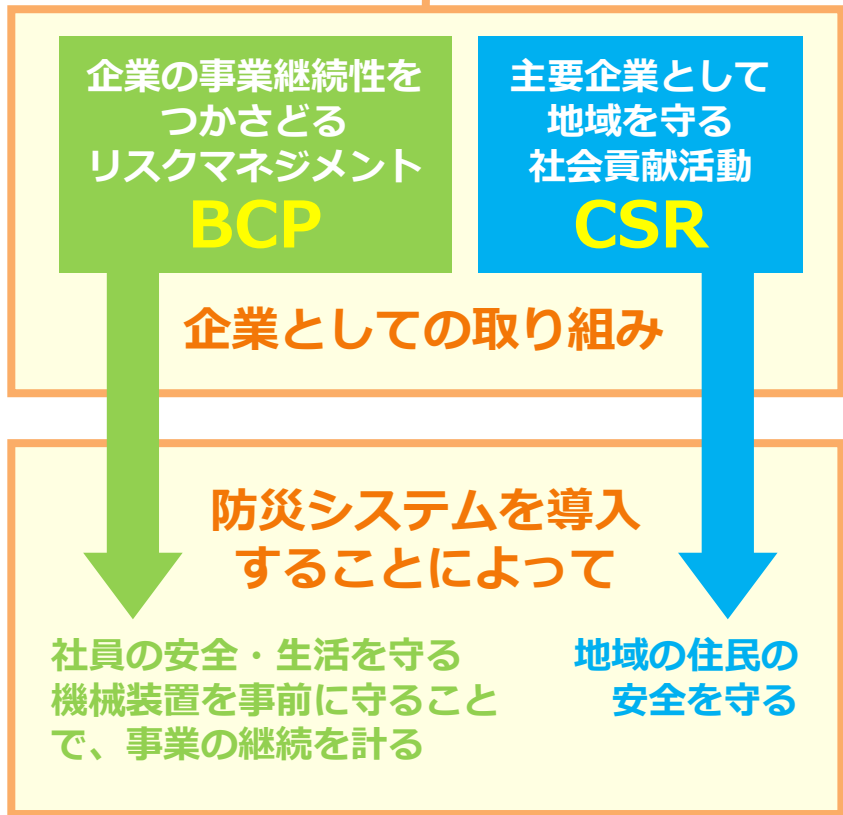 企業の事業継続性を
つかさどる
リスクマネジメント
BCP
主要企業として
地域を守る
社会貢献活動
CSR
企業としての取り組み
防災システムを導入
することによって
社員の安全・生活を守る
機械装置を事前に守ること
で、事業の継続を計る
地域の住民の
安全を守る